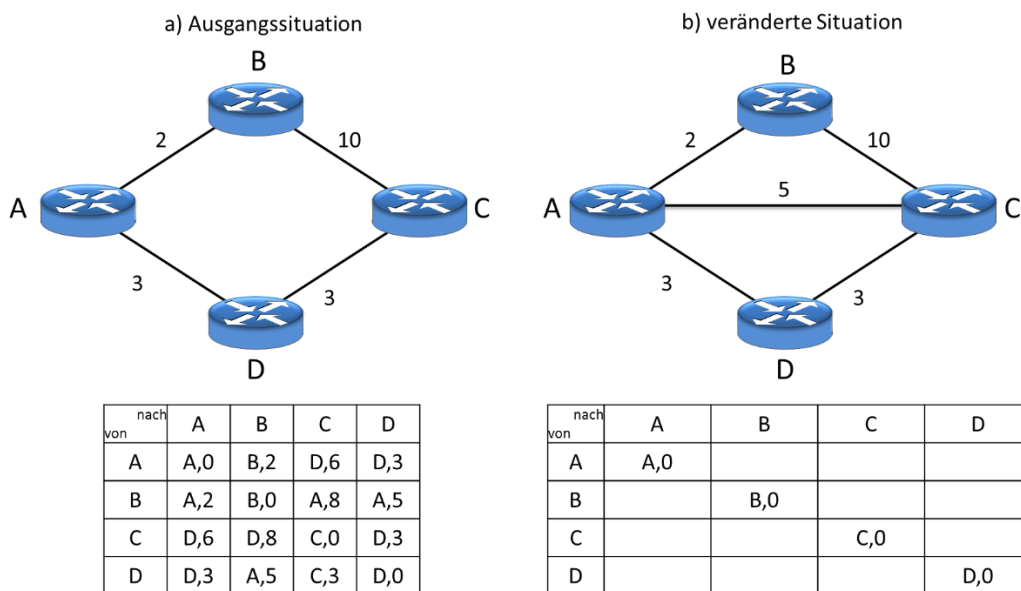 a) Ausgangssituation
b) veränderte Situation
B
2
10
A
C
3
3
D
B
2
10
5
A
C
3
3
D
von nach A B C D
A A,0 B,2 D,6 D,3
B A,2 B,0 A,8 A,5
C D,6 D,8 C,0 D,3
D D,3 A,5 C,3 D,0
von nach A B C D
A A,0
B B,0
C C,0
D D,0